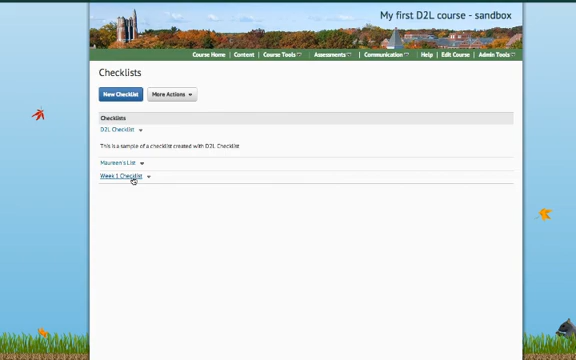 My first D2L course - sandbox
Course Home Content Course Tools Assessments Communication Help Edit Course Admin Tools
Checklists
New Checklist More Actions
Checklists
D2L Checklist
This is a sample of a checklist created with D2L Checklist
Maureen's List
Week 1 Checklist